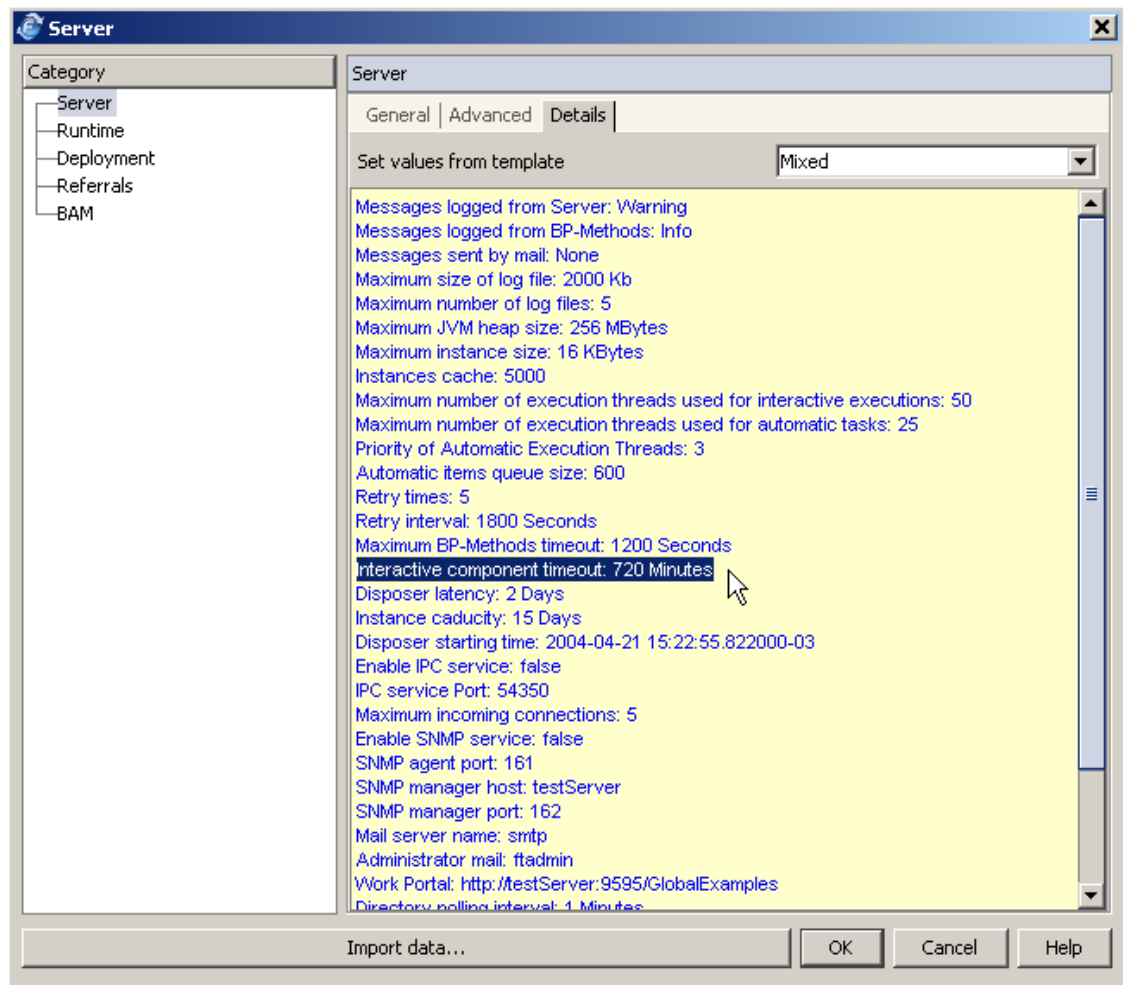 Server
Category
Server
Runtime
Deployment
Referrals
BAM
Server
General Advanced Details
Set values from template Mixed
Messages logged from Server: Warning
Messages logged from BP-Methods: Info
Messages sent by mail: None
Maximum size of log file: 2000 Kb
Maximum number of log files: 5
Maximum JVM heap size: 256 MBytes
Maximum instance size: 16 KBytes
Instances cache: 5000
Maximum number of execution threads used for interactive executions: 50
Maximum number of execution threads used for automatic tasks: 25
Priority of Automatic Execution Threads: 3
Automatic items queue size: 600
Retry times: 5
Retry interval: 1800 Seconds
Maximum BP-Methods timeout: 1200 Seconds
Interactive component timeout: 720 Minutes
Disposer latency: 2 Days
Instance caducity: 15 Days
Disposer starting time: 2004-04-21 15:22:55.822000-03
Enable IPC service: false
IPC service Port: 54350
Maximum incoming connections: 5
Enable SNMP service: false
SNMP agent port: 161
SNMP manager host: testServer
SNMP manager port: 162
Mail server name: smtp
Administrator mail: ftadmin
Work Portal: http://testServer:9595/GlobalExamples
Directory polling interval: 1 Minutes
Import data... OK Cancel Help